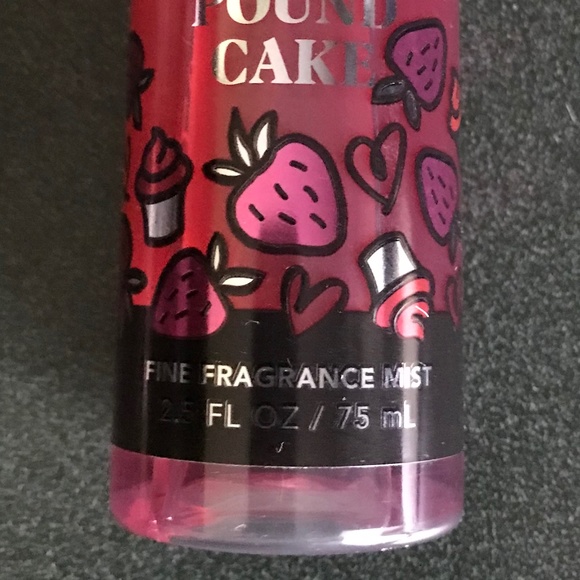 POUND
CAKE
FINE FRAGRANCE MIST
2.5 FL OZ / 75 mL